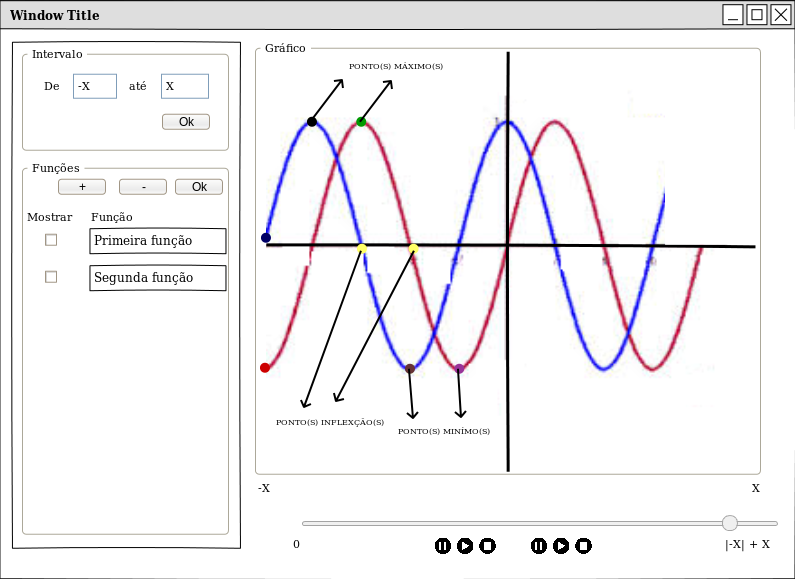 Window Title
Intervalo
De -X até X
Ok
Funções
+ - Ok
Mostrar Função
Primeira função
Segunda função
Gráfico
PONTO(S) MÁXIMO(S)
1
PONTO(S) INFLEXÇÃO(S)
PONTO(S) MINÍMO(S)
-X X
0 |-X| + X